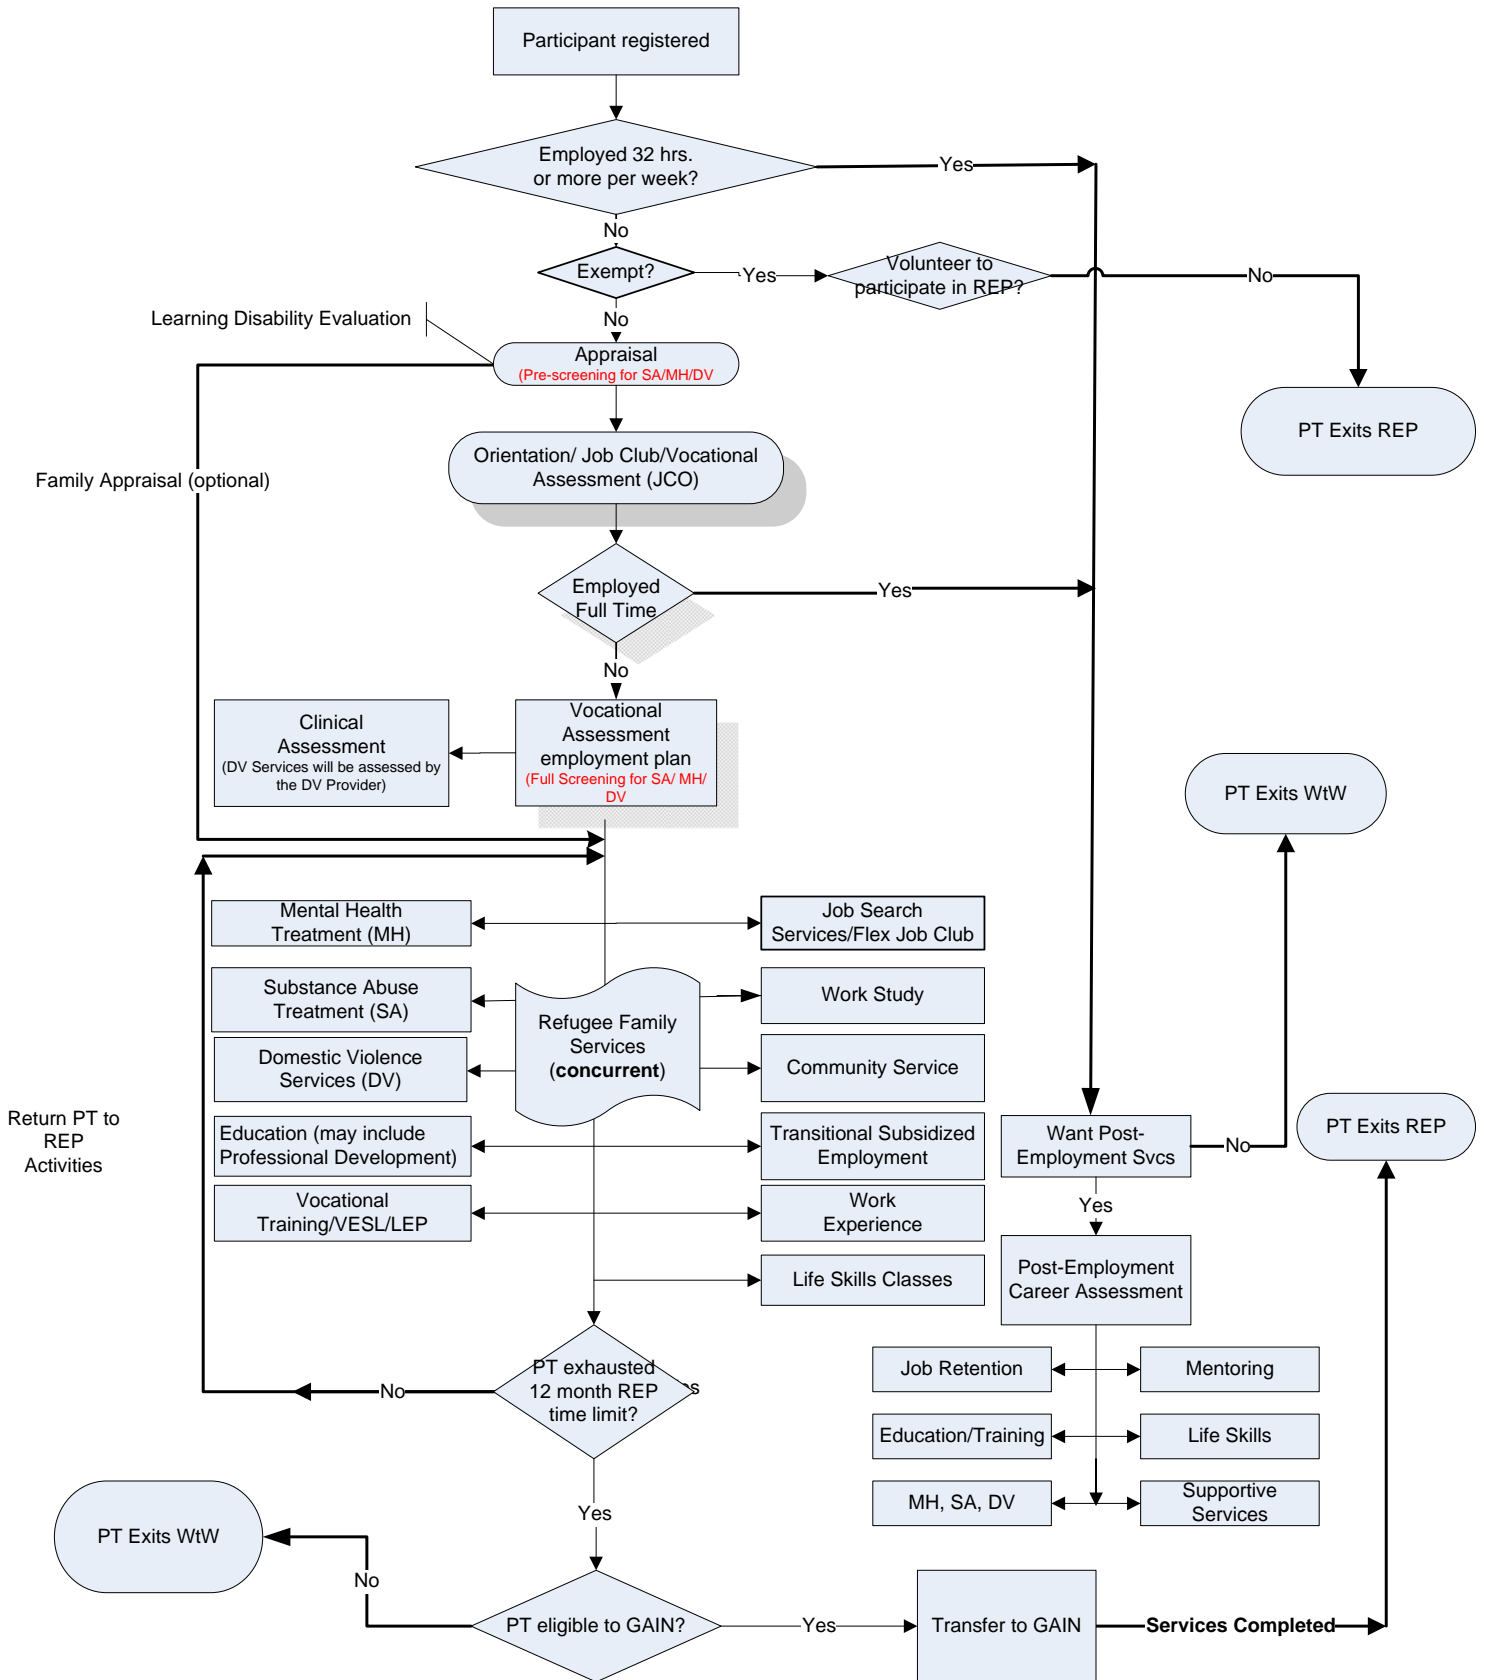 Participant registered
Employed 32 hrs.
or more per week?
Yes
No
Exempt?
Yes
Volunteer to
participate in REP?
No
No
Learning Disability Evaluation
Appraisal
(Pre-screening for SA/MH/DV
PT Exits REP
Orientation/ Job Club/Vocational
Assessment (JCO)
Family Appraisal (optional)
Employed
Full Time
Yes
No
Clinical
Assessment
(DV Services will be assessed by
the DV Provider)
Vocational
Assessment
employment plan
(Full Screening for SA/ MH/
DV
PT Exits WtW
Mental Health
Treatment (MH)
Job Search
Services/Flex Job Club
Substance Abuse
Treatment (SA)
Work Study
Refugee Family
Services
(concurrent)
Domestic Violence
Services (DV)
Community Service
Return PT to
REP
Activities
Education (may include
Professional Development)
Transitional Subsidized
Employment
Want Post-
Employment Svcs
No
PT Exits REP
Vocational
Training/VESL/LEP
Work
Experience
Yes
Life Skills Classes
Post-Employment
Career Assessment
PT exhausted
12 month REP
time limit?
No
Job Retention
Mentoring
Education/Training
Life Skills
MH, SA, DV
Supportive
Services
Yes
PT Exits WtW
No
PT eligible to GAIN?
Yes
Transfer to GAIN
Services Completed